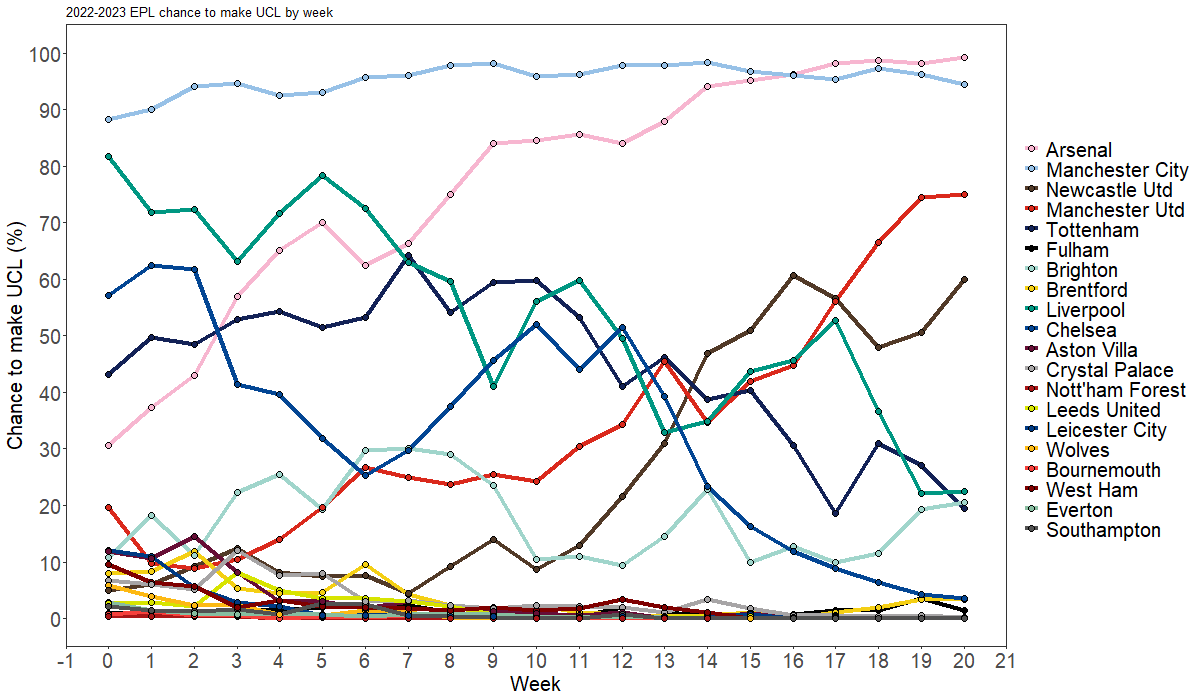 2022-2023 EPL chance to make UCL by week
Chance to make UCL (%)
100
90
80
70
60
50
40
30
20
10
0
-1 0 1 2 3 4 5 6 7 8 9 10 11 12 13 14 15 16 17 18 19 20 21
Week
Arsenal
Manchester City
Newcastle Utd
Manchester Utd
Tottenham
Fulham
Brighton
Brentford
Liverpool
Chelsea
Aston Villa
Crystal Palace
Nott'ham Forest
Leeds United
Leicester City
Wolves
Bournemouth
West Ham
Everton
Southampton